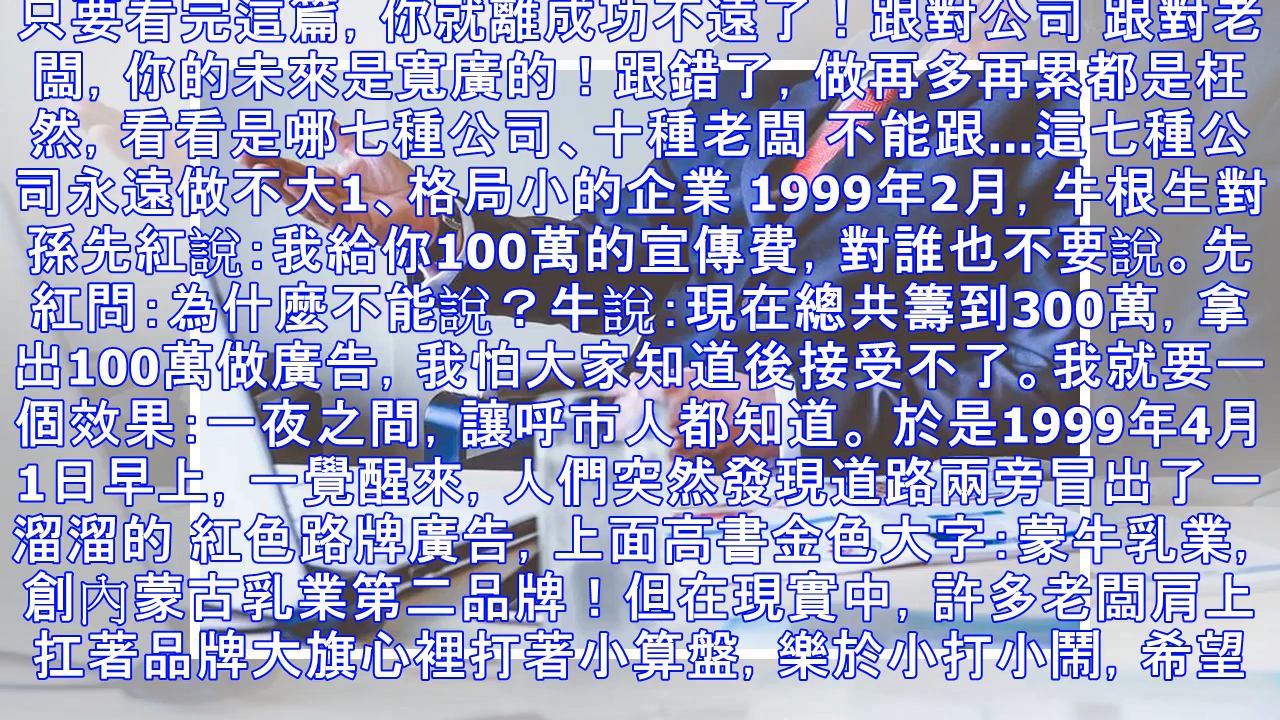 只要看完這篇, 你就離成功不遠了！跟對公司 跟對老
闆, 你的未來是寬廣的！跟錯了, 做再多再累都是枉
然, 看看是哪七種公司、十種老闆 不能跟...這七種公
司永遠做不大1、格局小的企業 1999年2月, 牛根生對
孫先紅說:我給你100萬的宣傳費, 對誰也不要說。先
紅問:為什麼不能說？牛說:現在總共籌到300萬, 拿
出100萬做廣告, 我怕大家知道後接受不了。我就要一
個效果:一夜之間, 讓呼市人都知道。於是1999年4月
1日早上, 一覺醒來, 人們突然發現道路兩旁冒出了一
溜溜的 紅色路牌廣告, 上面高書金色大字:蒙牛乳業,
創內蒙古乳業第二品牌！但在現實中, 許多老闆肩上
扛著品牌大旗心裡打著小算盤, 樂於小打小鬧, 希望